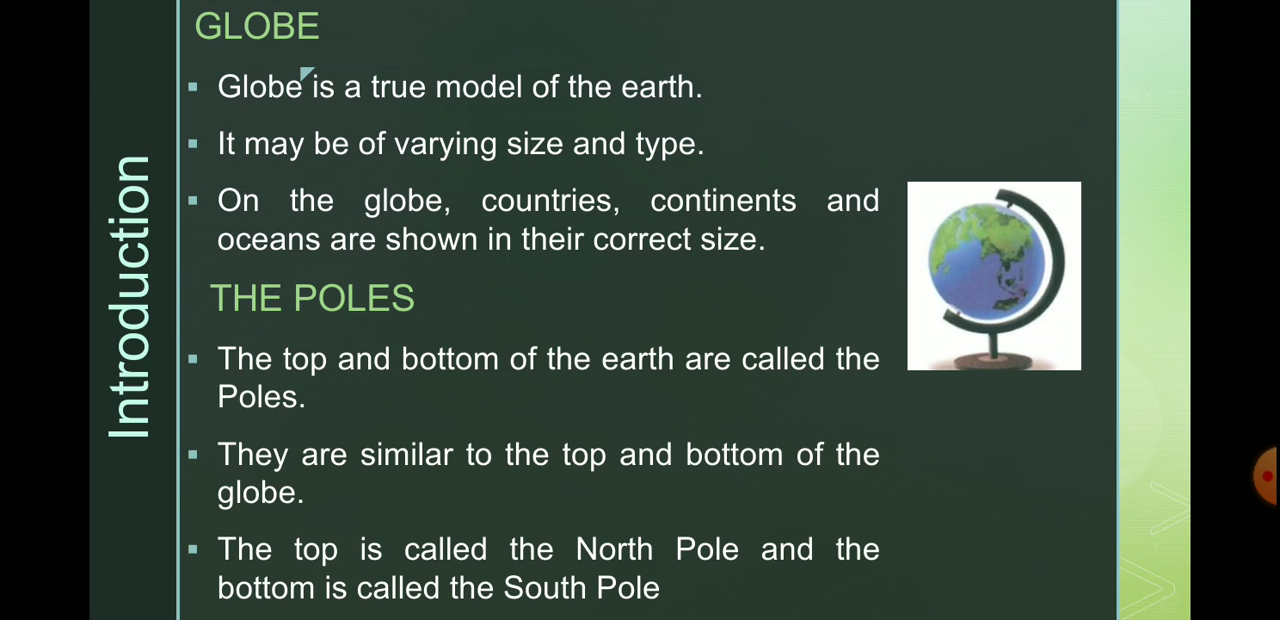 Introduction
GLOBE
Globe is a true model of the earth.
It may be of varying size and type.
On the globe, countries, continents and
oceans are shown in their correct size.
THE POLES
The top and bottom of the earth are called the
Poles.
They are similar to the top and bottom of the
globe.
The top is called the North Pole and the
bottom is called the South Pole